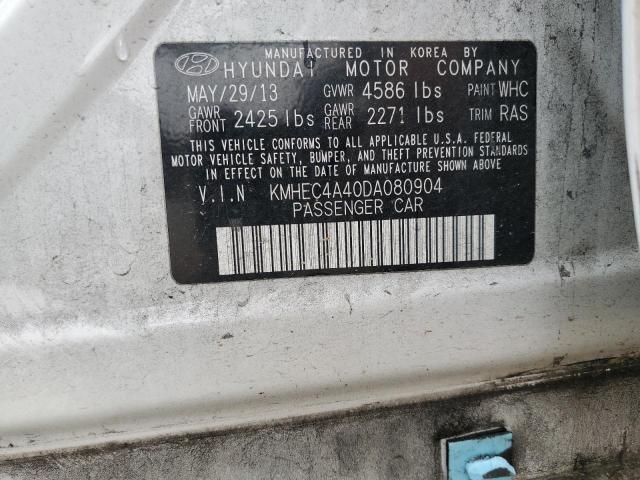 MANUFACTURED IN KOREA BY
HYUNDAI MOTOR COMPANY
MAY/29/13 GVWR 4586 lbs PAINT WHC
GAWR FRONT 2425 lbs GAWR REAR 2271 lbs TRIM RAS
THIS VEHICLE CONFORMS TO ALL APPLICABLE U.S.A. FEDERAL
MOTOR VEHICLE SAFETY, BUMPER, AND THEFT PREVENTION STANDARDS
IN EFFECT ON THE DATE OF MANUFACTURE SHOWN ABOVE.
V.I.N KMHEC4A40DA080904
PASSENGER CAR